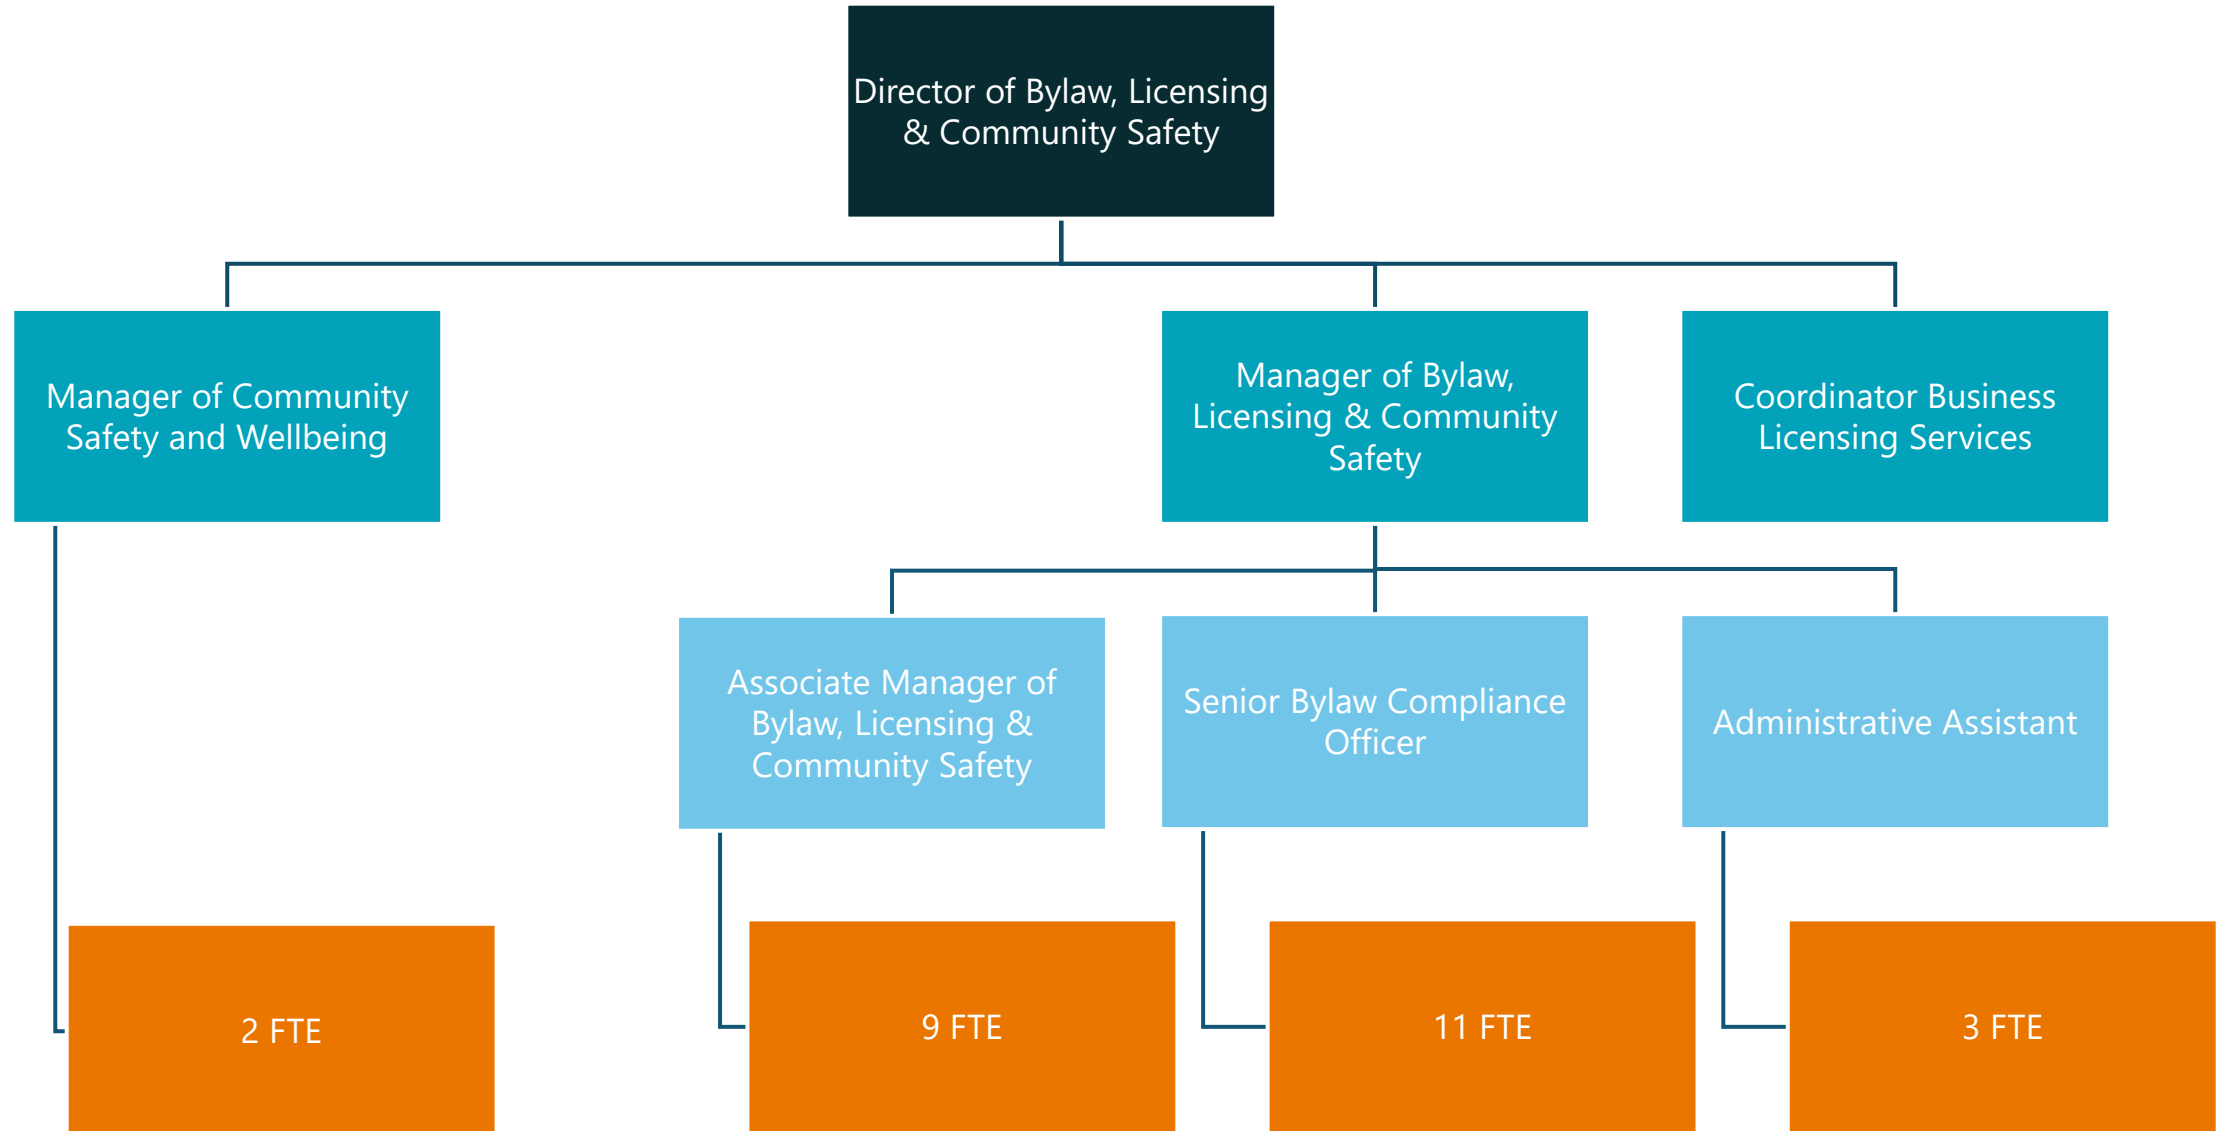 Director of Bylaw, Licensing
& Community Safety
Manager of Community
Safety and Wellbeing
Manager of Bylaw,
Licensing & Community
Safety
Coordinator Business
Licensing Services
Associate Manager of
Bylaw, Licensing &
Community Safety
Senior Bylaw Compliance
Officer
Administrative Assistant
2 FTE
9 FTE
11 FTE
3 FTE